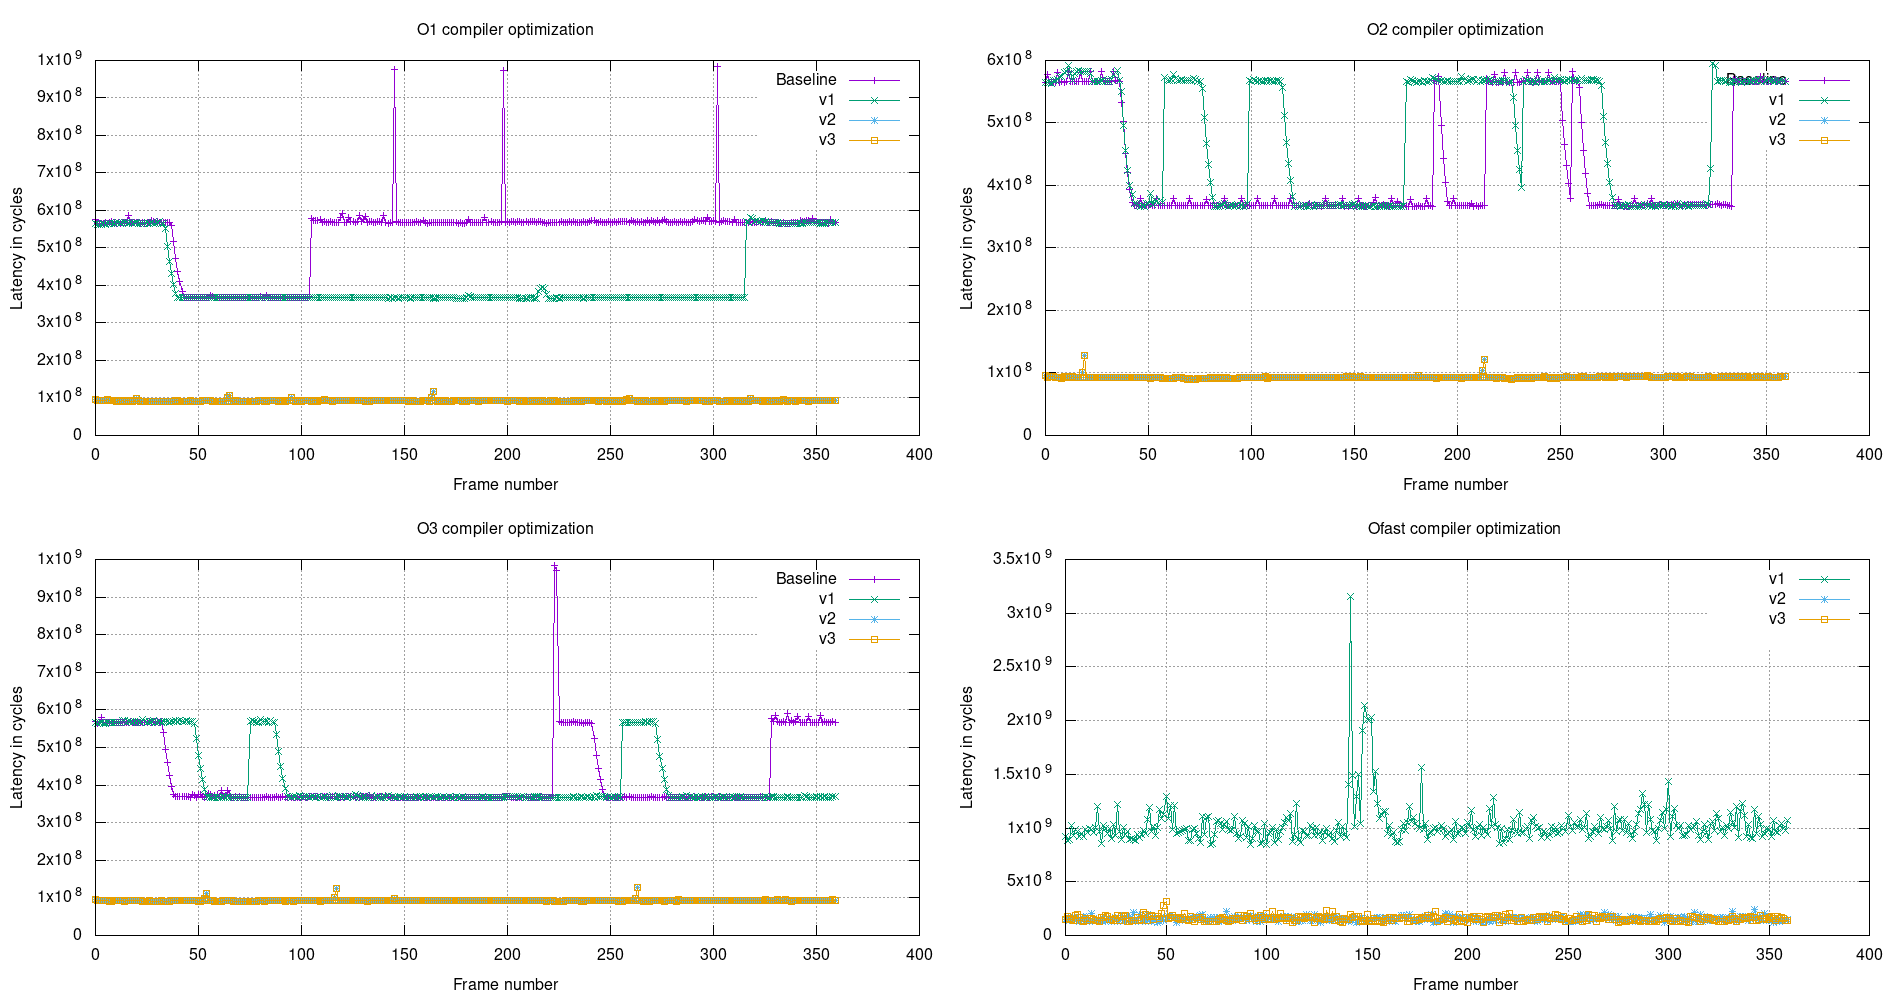 O1 compiler optimization
1x10^9
9x10^8
8x10^8
7x10^8
6x10^8
5x10^8
4x10^8
3x10^8
2x10^8
1x10^8
0
Latency in cycles
Baseline
v1
v2
v3
0 50 100 150 200 250 300 350 400
Frame number
O2 compiler optimization
6x10^8
5x10^8
4x10^8
3x10^8
2x10^8
1x10^8
0
Latency in cycles
Baseline
v1
v2
v3
0 50 100 150 200 250 300 350 400
Frame number
O3 compiler optimization
1x10^9
9x10^8
8x10^8
7x10^8
6x10^8
5x10^8
4x10^8
3x10^8
2x10^8
1x10^8
0
Latency in cycles
Baseline
v1
v2
v3
0 50 100 150 200 250 300 350 400
Frame number
Ofast compiler optimization
3.5x10^9
3x10^9
2.5x10^9
2x10^9
1.5x10^9
1x10^9
5x10^8
0
Latency in cycles
v1
v2
v3
0 50 100 150 200 250 300 350 400
Frame number